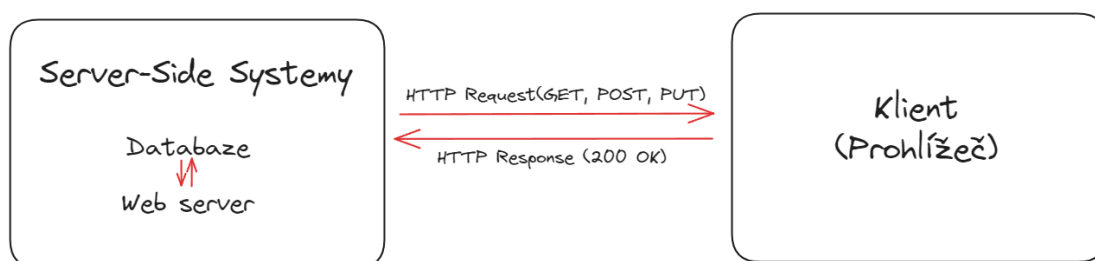 Server-Side Systemy
Databaze
Web server
HTTP Request(GET, POST, PUT)
HTTP Response (200 OK)
Klient
(Prohlížeč)